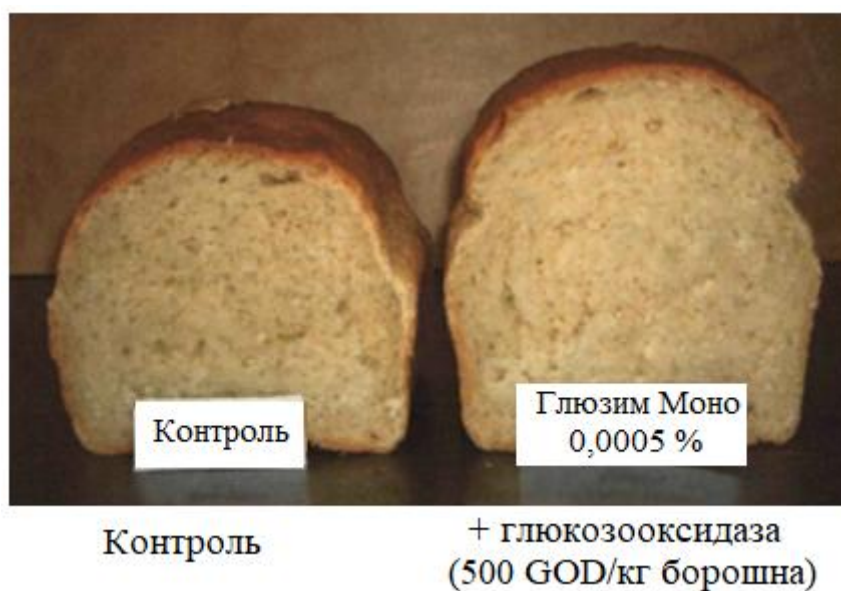 Контроль
Глюзим Моно
0,0005 %
Контроль
+ глюкозооксидаза
(500 GOD/кг борошна)